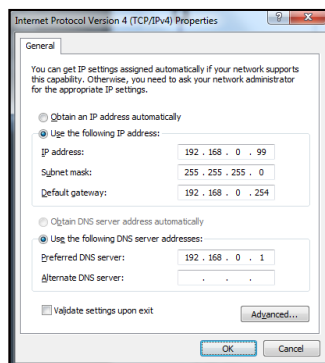 Internet Protocol Version 4 (TCP/IPv4) Properties
General
You can get IP settings assigned automatically if your network supports
this capability. Otherwise, you need to ask your network administrator
for the appropriate IP settings.
Obtain an IP address automatically
Use the following IP address:
IP address: 192 . 168 . 0 . 99
Subnet mask: 255 . 255 . 255 . 0
Default gateway: 192 . 168 . 0 . 254
Obtain DNS server address automatically
Use the following DNS server addresses:
Preferred DNS server: 192 . 168 . 0 . 1
Alternate DNS server: . . .
Validate settings upon exit
Advanced...
OK Cancel